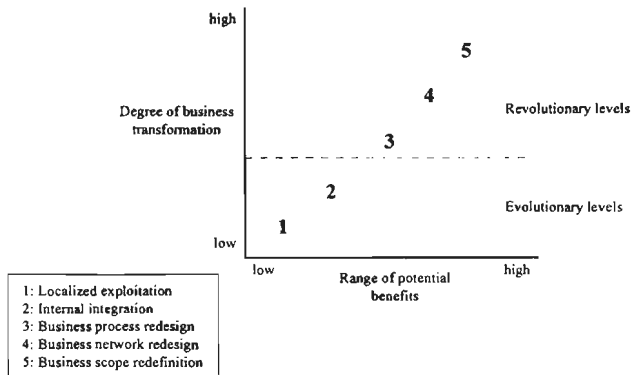 high
5
4
Degree of business
transformation
Revolutionary levels
3
2
Evolutionary levels
1
low
low
Range of potential
benefits
high
1: Localized exploitation
2: Internal integration
3: Business process redesign
4: Business network redesign
5: Business scope redefinition